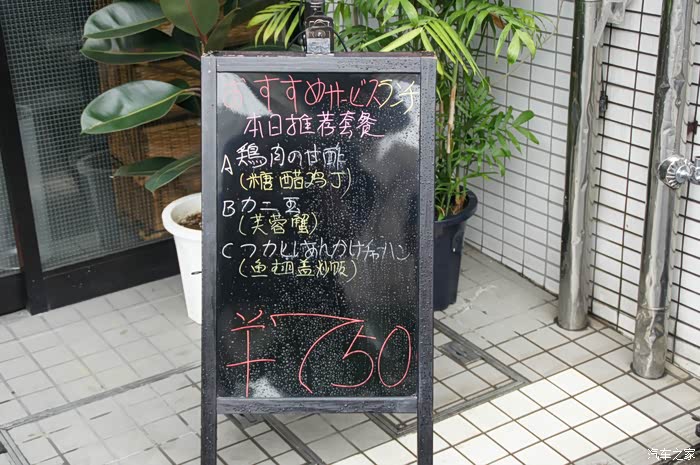 おすすめサービスランチ
本日推荐套餐
A 鶏肉の甘酢
(糖醋鸡丁)
B カニ玉
(芙蓉蟹)
C フカヒレあんかけチャーハン
(鱼翅盖炒飯)
¥750
汽车之家